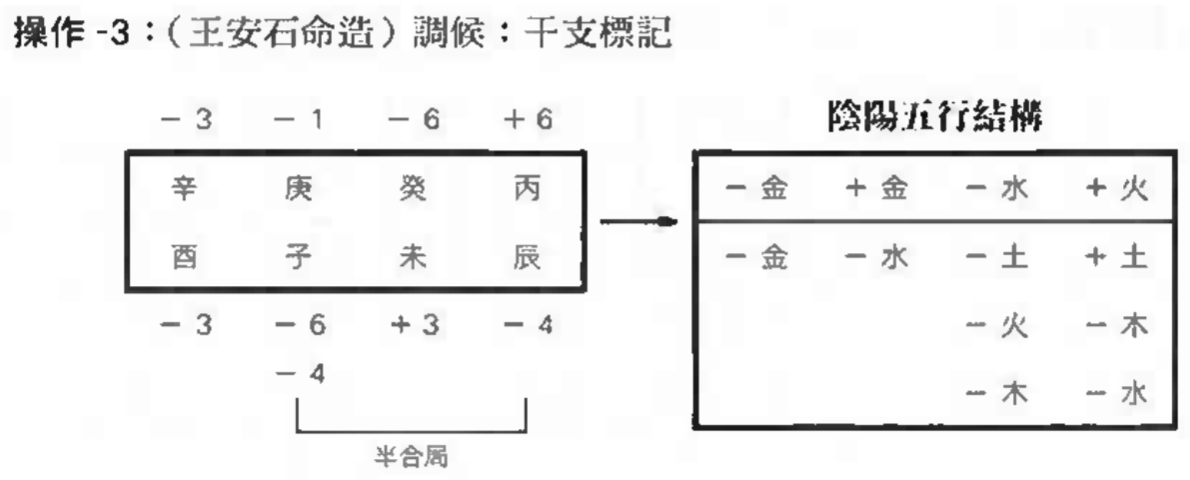 操作-3：（王安石命造）調候：干支標記
陰陽五行結構
－3 －1 －6 ＋6
辛 庚 癸 丙
酉 子 未 辰
－3 －6 ＋3 －4
－4
半合局
－金 ＋金 －水 ＋火
－金 －水 －土 ＋土
－火 －木
－木 －水